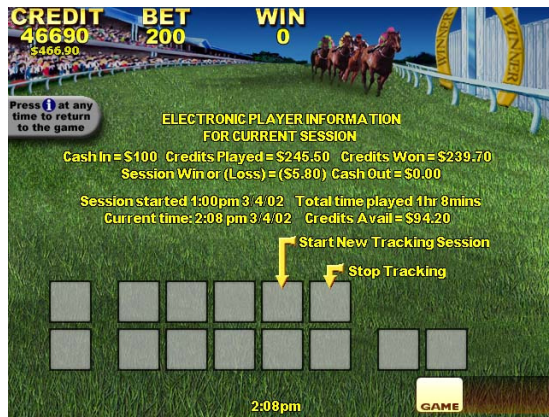 CREDIT BET WIN
46690 200 0
$466.90
WINNER
WINNER
Press i at any
time to return
to the game
ELECTRONIC PLAYER INFORMATION
FOR CURRENT SESSION
Cash In = $100 Credits Played = $245.50 Credits Won = $239.70
Session Win or (Loss) = ($5.80) Cash Out = $0.00
Session started 1:00pm 3/4/02 Total time played 1hr 8mins
Current time: 2:08 pm 3/4/02 Credits Avail = $94.20
Start New Tracking Session
Stop Tracking
GAME
2:08pm